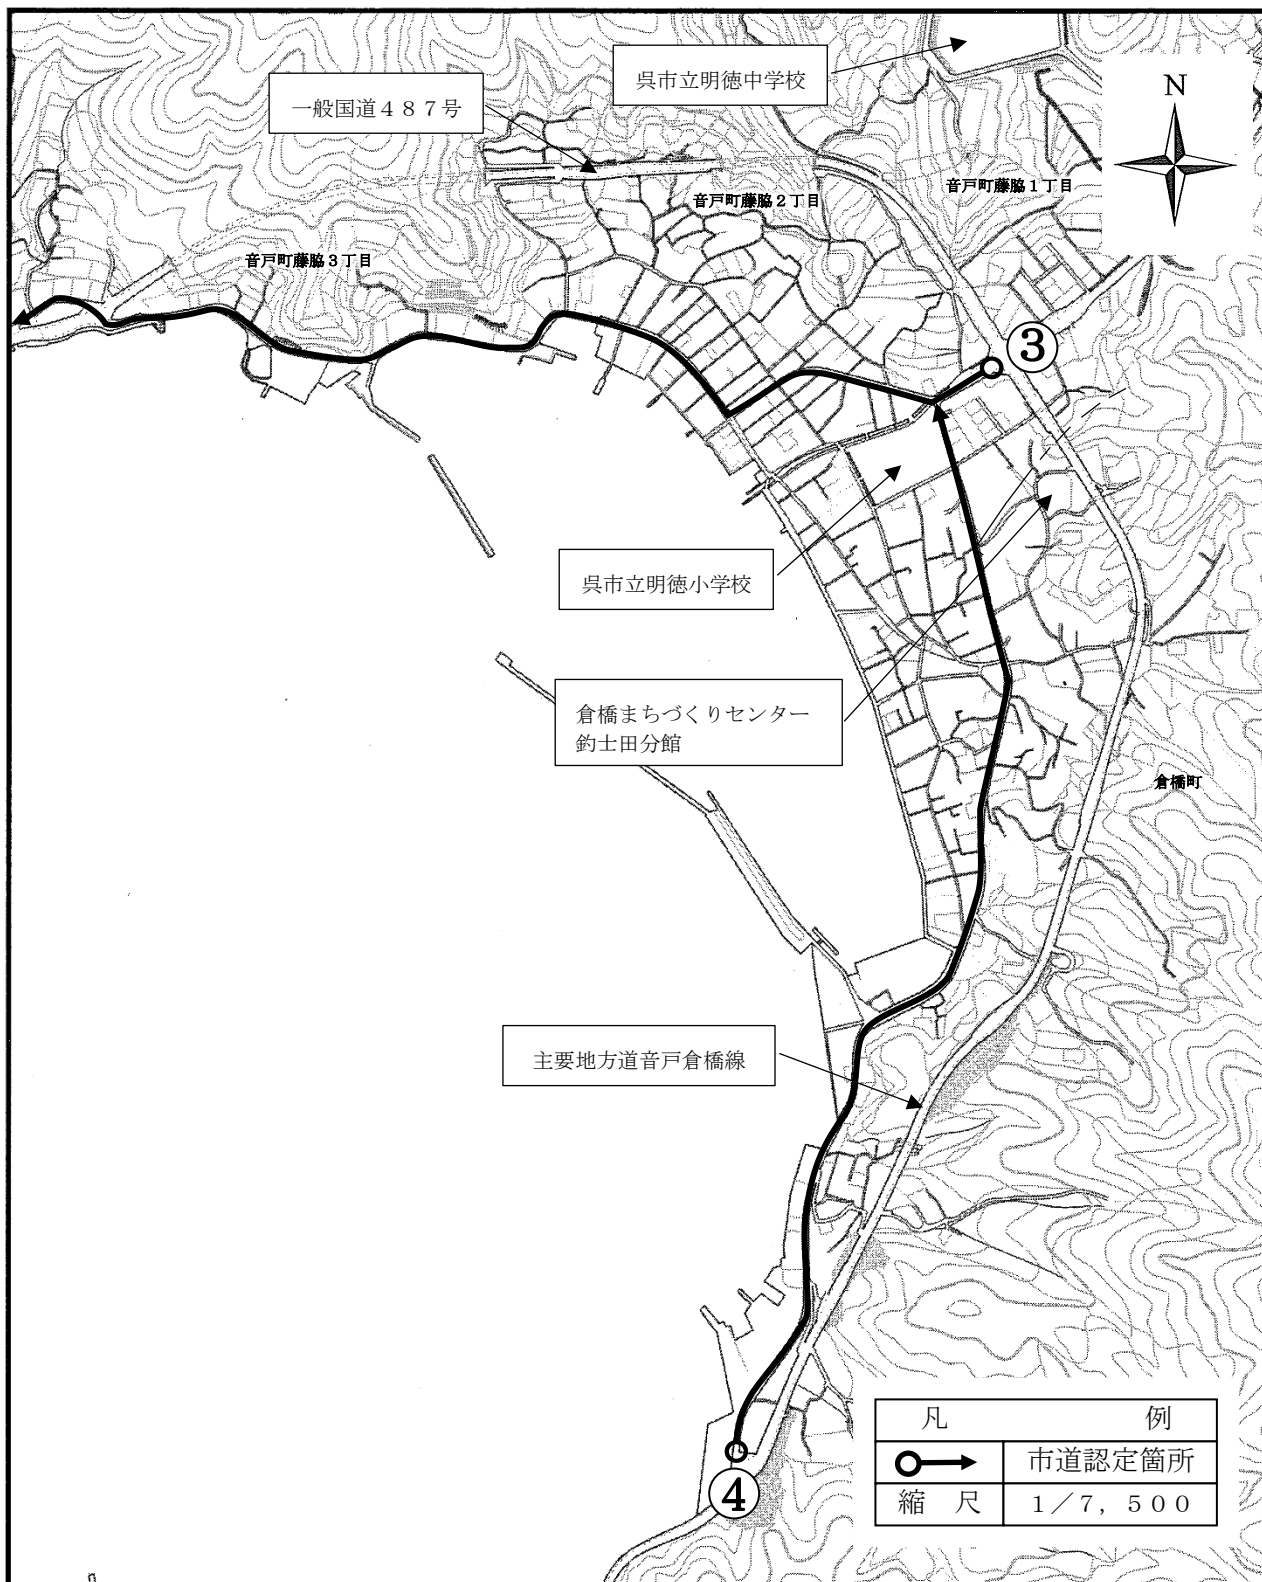 呉市立明徳中学校
N
一般国道４８７号
音戸町藤脇１丁目
音戸町藤脇２丁目
音戸町藤脇３丁目
③
呉市立明徳小学校
倉橋まちづくりセンター
釣士田分館
倉橋町
主要地方道音戸倉橋線
凡例
市道認定箇所
縮尺 １／７，５００
④